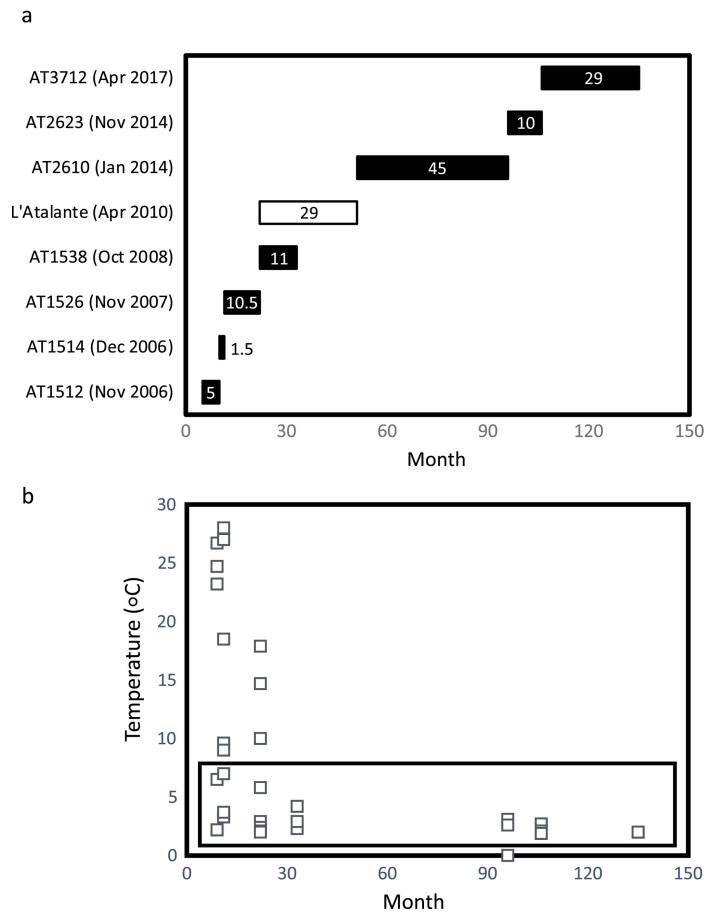 a
AT3712 (Apr 2017)
29
AT2623 (Nov 2014)
10
AT2610 (Jan 2014)
45
L'Atalante (Apr 2010)
29
AT1538 (Oct 2008)
11
AT1526 (Nov 2007)
10.5
AT1514 (Dec 2006)
1.5
AT1512 (Nov 2006)
5
0 30 60 90 120 150
Month
b
Temperature (oC)
30
25
20
15
10
5
0
0 30 60 90 120 150
Month